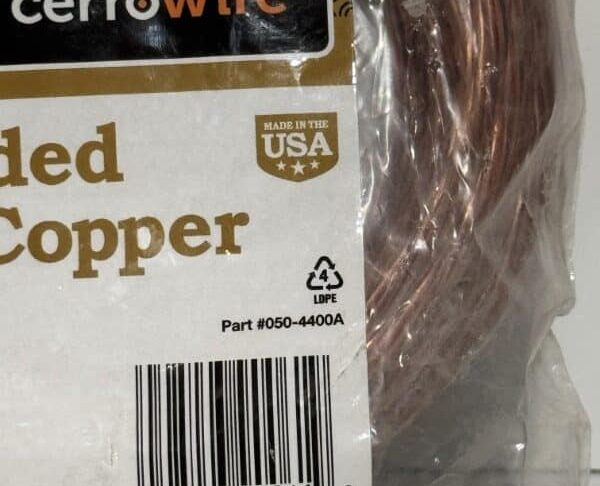 cerrowire
MADE IN THE
USA
ded
Copper
4
LDPE
Part #050-4400A